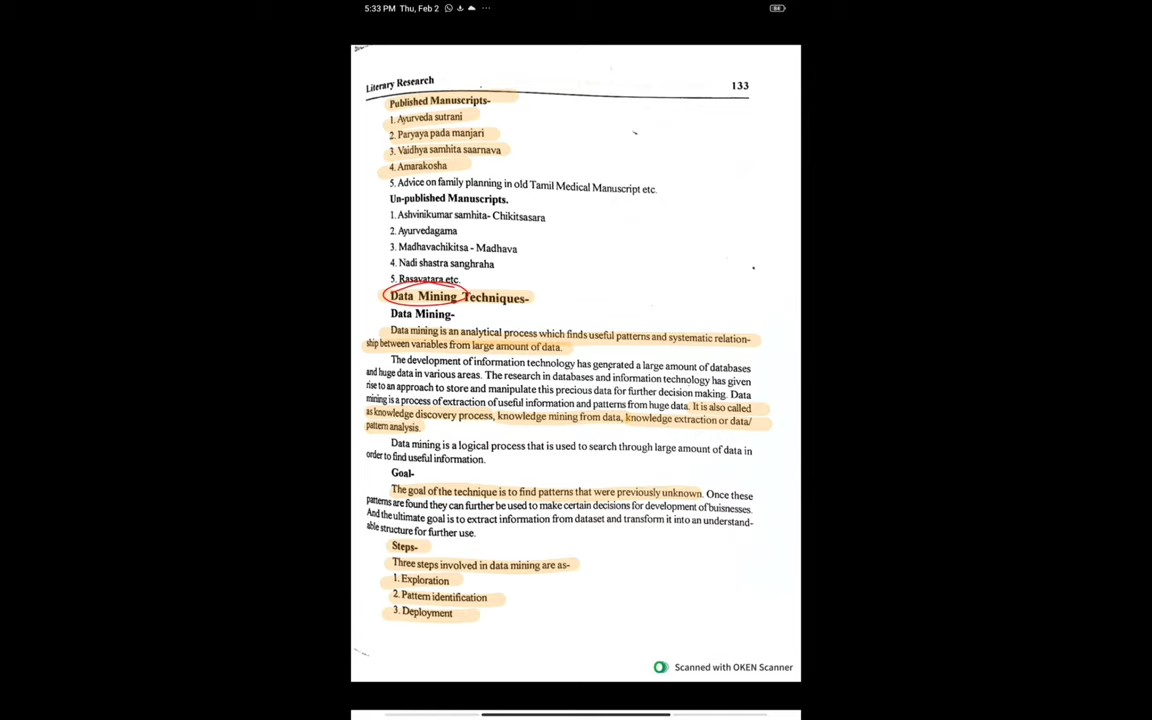 5:33 PM Thu, Feb 2
Literary Research 133
Published Manuscripts-
1. Ayurveda sutrani
2. Paryaya pada manjari
3. Vaidhya samhita saarnava
4. Amarakosha
5. Advice on family planning in old Tamil Medical Manuscript etc.
Un-published Manuscripts.
1. Ashvinikumar samhita- Chikitsasara
2. Ayurvedagama
3. Madhavachikitsa - Madhava
4. Nadi shastra sanghraha
5. Rasavatara etc.
Data Mining Techniques-
Data Mining-
Data mining is an analytical process which finds useful patterns and systematic relation-
ship between variables from large amount of data.
The development of information technology has generated a large amount of databases
and huge data in various areas. The research in databases and information technology has given
rise to an approach to store and manipulate this precious data for further decision making. Data
mining is a process of extraction of useful information and patterns from huge data. It is also called
as knowledge discovery process, knowledge mining from data, knowledge extraction or data/
pattern analysis.
Data mining is a logical process that is used to search through large amount of data in
order to find useful information.
Goal-
The goal of the technique is to find patterns that were previously unknown. Once these
patterns are found they can further be used to make certain decisions for development of buisnesses.
And the ultimate goal is to extract information from dataset and transform it into an understand-
able structure for further use.
Steps-
Three steps involved in data mining are as-
1. Exploration
2. Pattern identification
3. Deployment
Scanned with OKEN Scanner